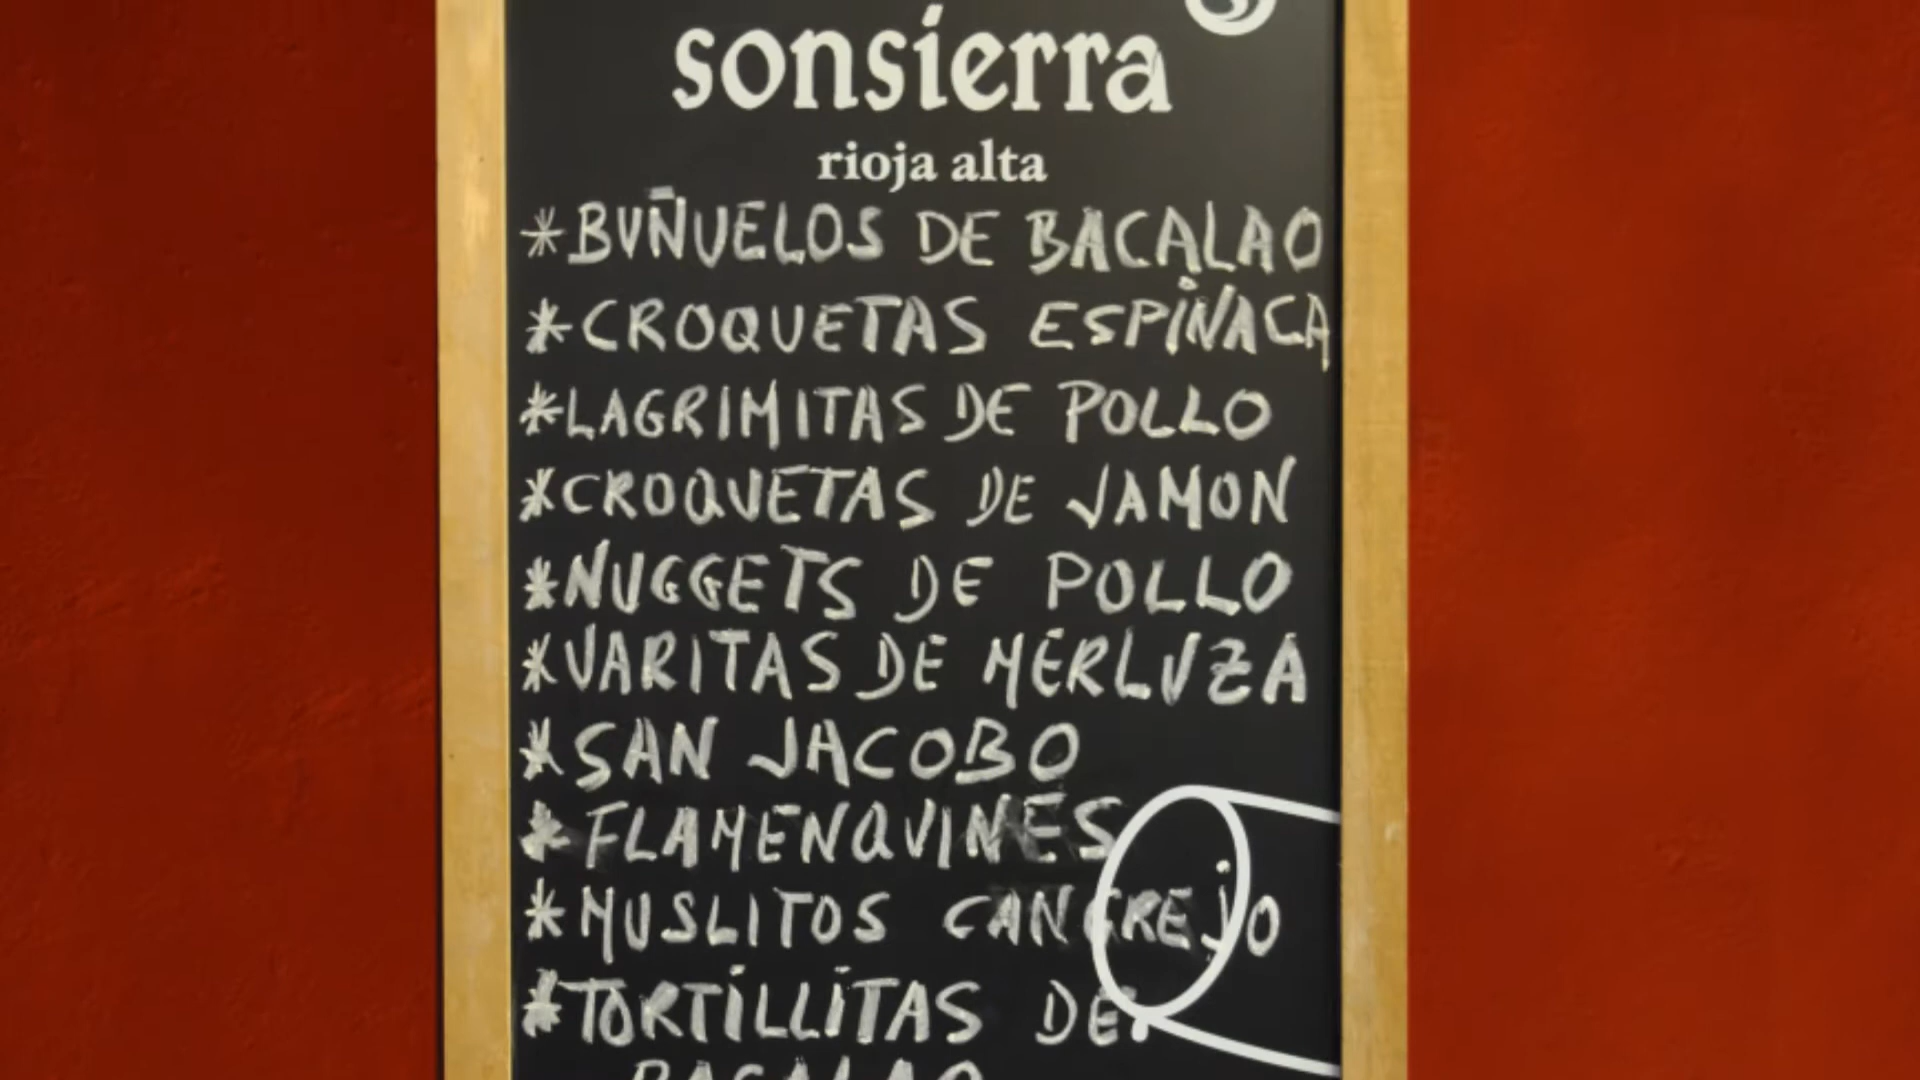 sonsierra
rioja alta
*BUÑUELOS DE BACALAO
*CROQUETAS ESPINACA
*LAGRIMITAS DE POLLO
*CROQUETAS DE JAMON
*NUGGETS DE POLLO
*VARITAS DE MERLUZA
*SAN JACOBO
*FLAMENQUINES
*MUSLITOS CANGREJO
*TORTILLITAS DE
BACALAO